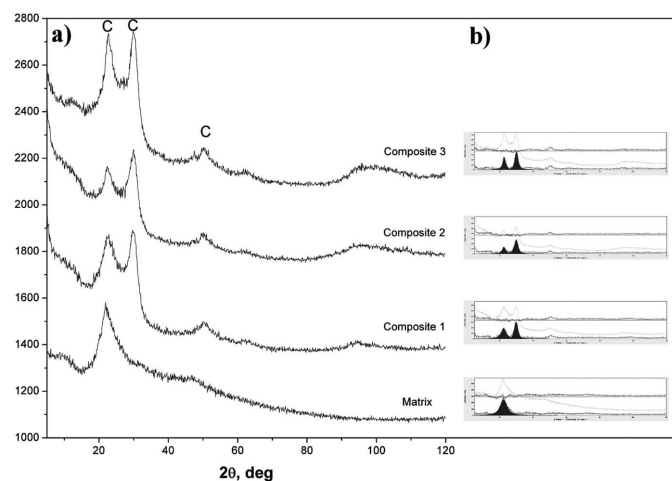 a)
b)
C C
C
2800
2600
2400
2200
2000
1800
1600
1400
1200
1000
Composite 3
Composite 2
Composite 1
Matrix
20 40 60 80 100 120
2θ, deg